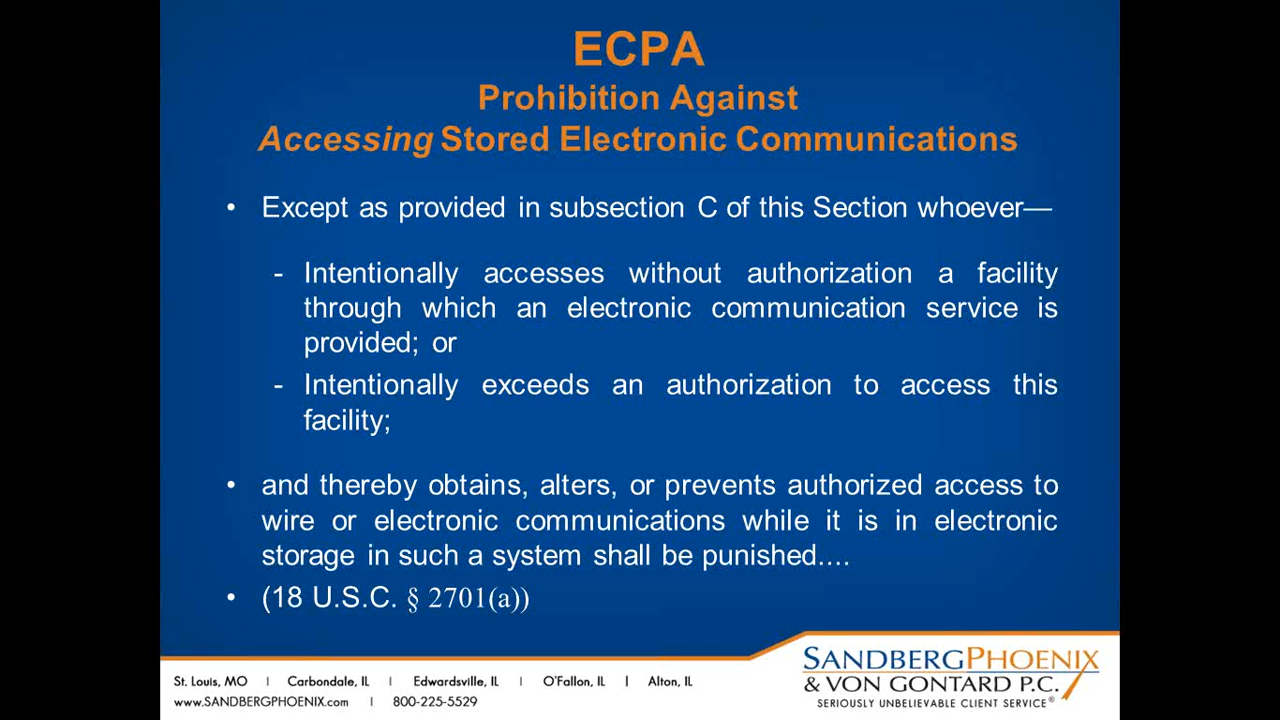 ECPA
Prohibition Against
Accessing Stored Electronic Communications
• Except as provided in subsection C of this Section whoever—
- Intentionally accesses without authorization a facility
through which an electronic communication service is
provided; or
- Intentionally exceeds an authorization to access this
facility;
• and thereby obtains, alters, or prevents authorized access to
wire or electronic communications while it is in electronic
storage in such a system shall be punished....
• (18 U.S.C. § 2701(a))
St. Louis, MO | Carbondale, IL | Edwardsville, IL | O'Fallon, IL | Alton, IL
www.SANDBERGPHOENIX.com | 800-225-5529
SANDBERGPHOENIX
& VON GONTARD P.C.
SERIOUSLY UNBELIEVABLE CLIENT SERVICE®